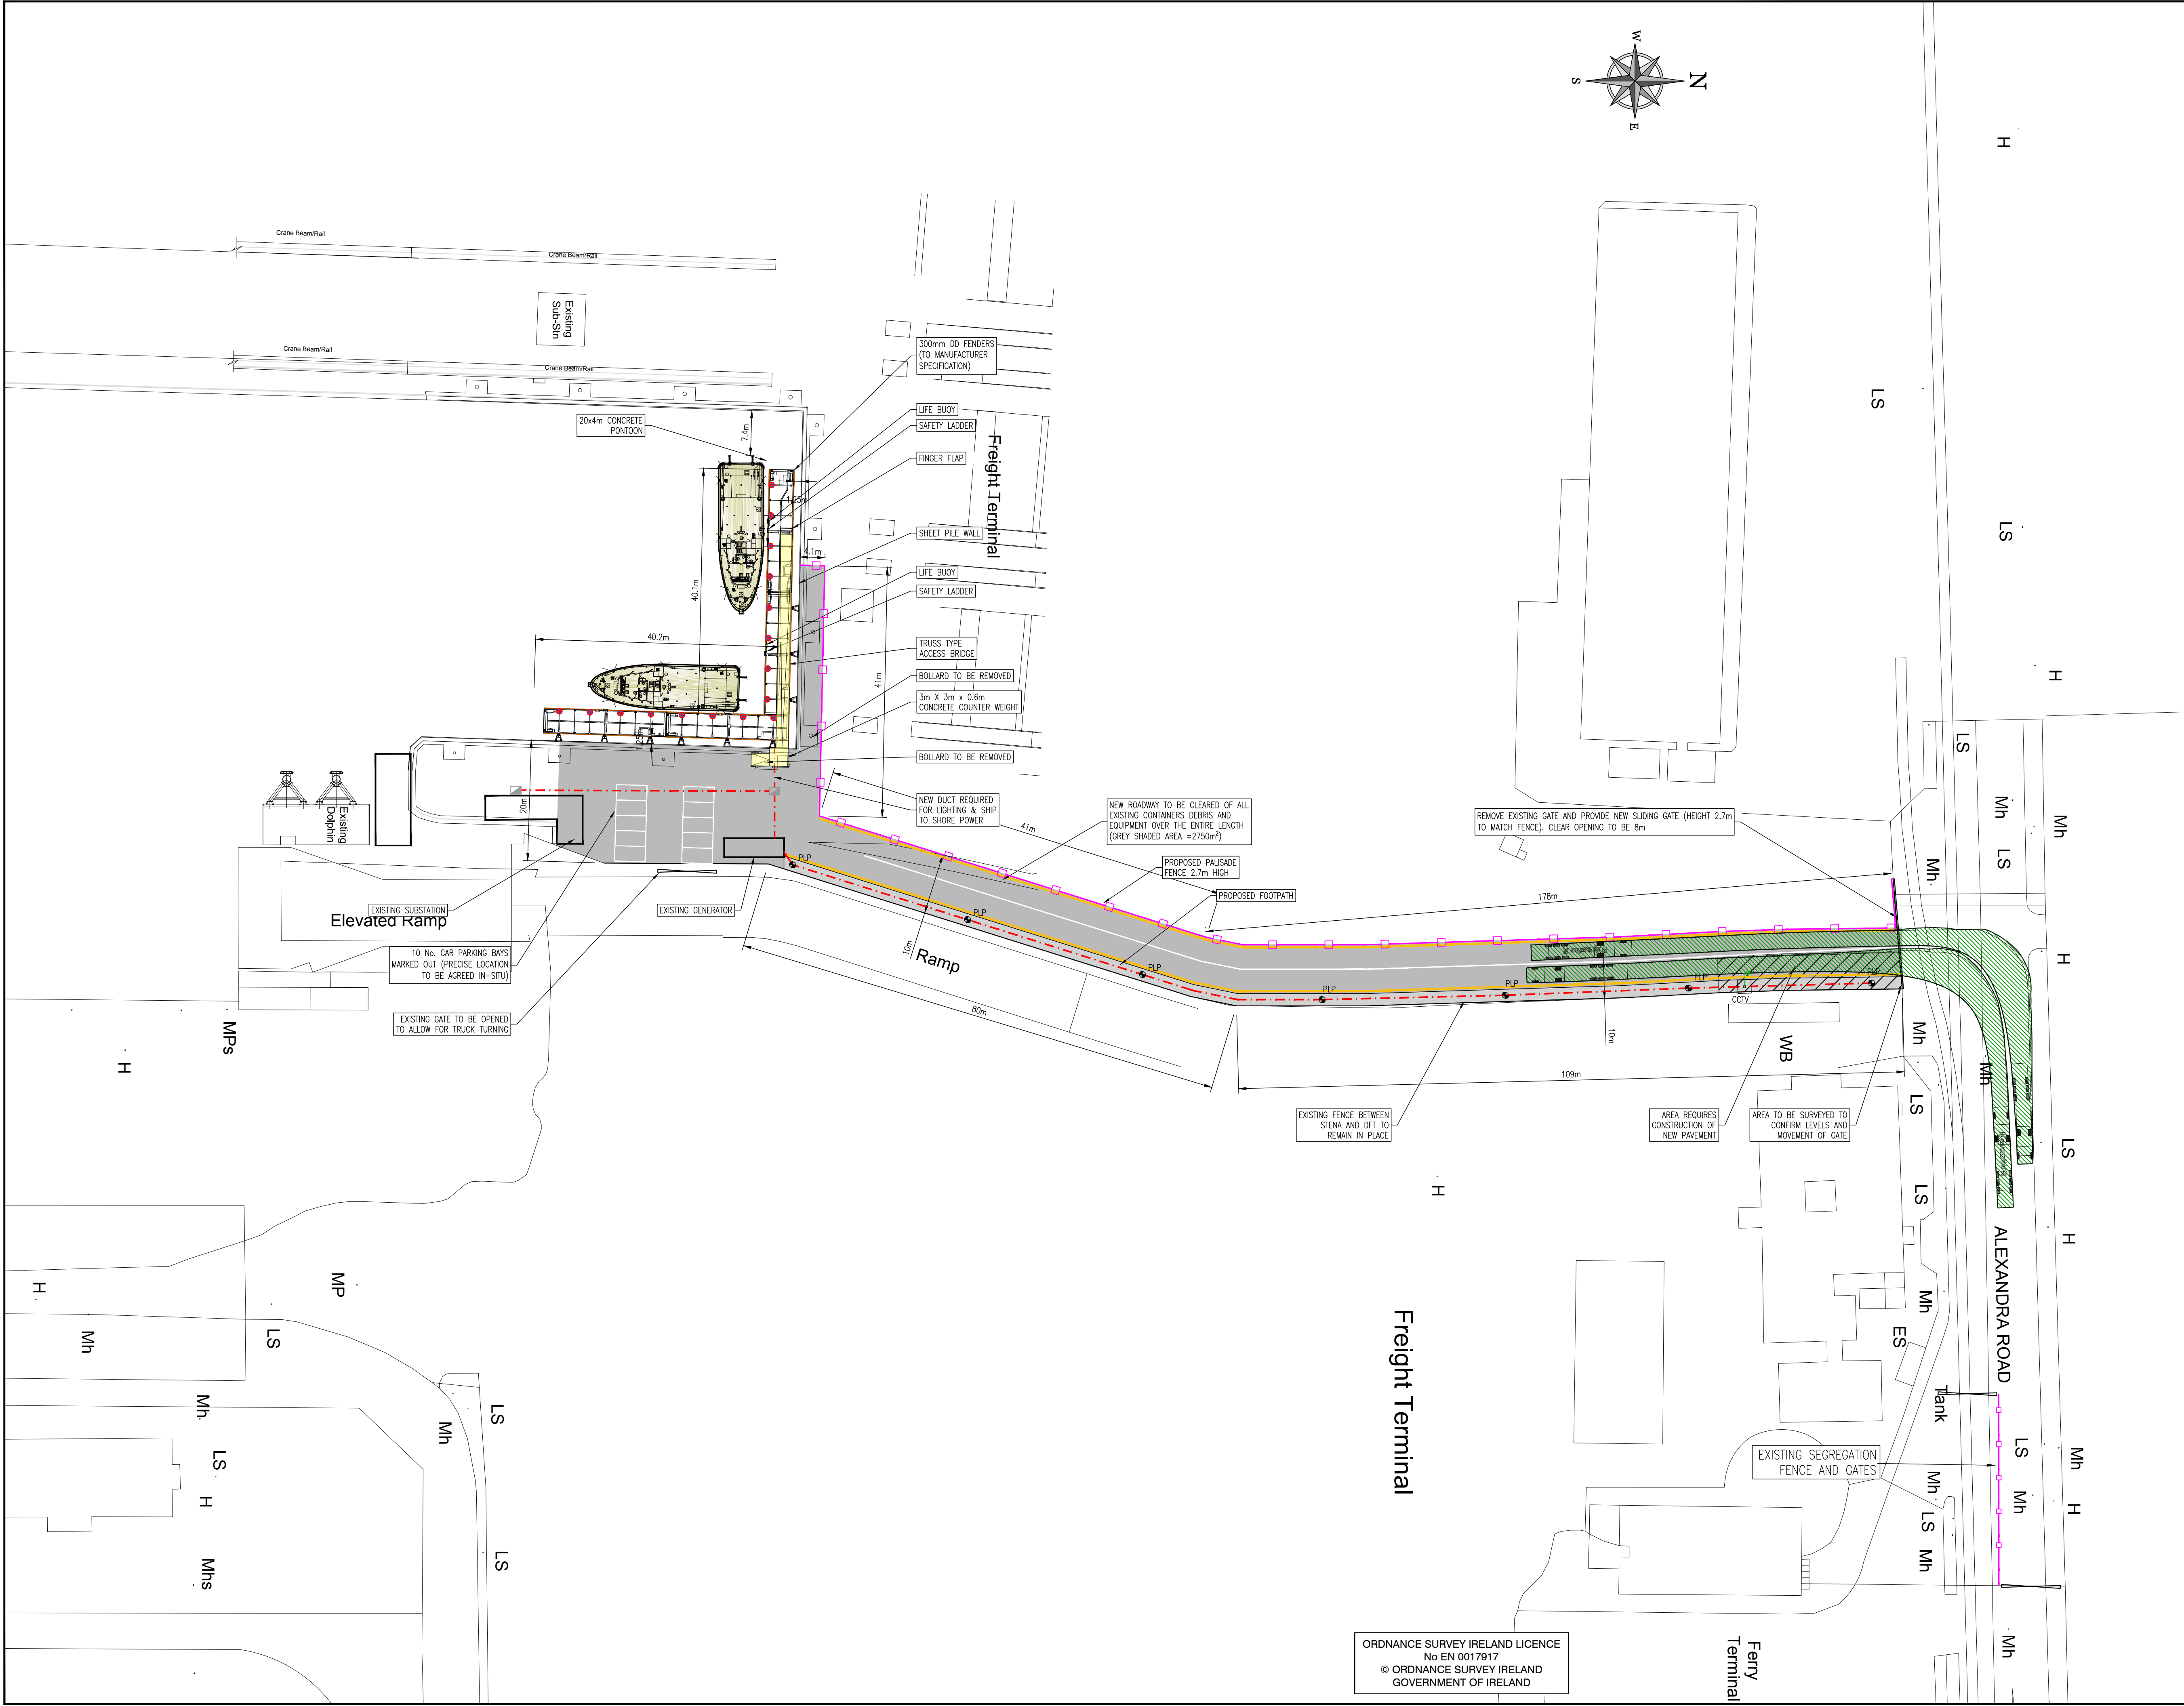 W
N
S
E
H
Crane Beam/Rail
Crane Beam/Rail
Existing
Sub-Stn
Crane Beam/Rail
Crane Beam/Rail
300mm DD FENDERS
(TO MANUFACTURER
SPECIFICATION)
LS
LIFE BUOY
SAFETY LADDER
20x4m CONCRETE
PONTOON
7.4m
FINGER FLAP
Freight Terminal
1.25m
LS
SHEET PILE WALL
4.1m
LIFE BUOY
SAFETY LADDER
40.1m
40.2m
TRUSS TYPE
ACCESS BRIDGE
BOLLARD TO BE REMOVED
41m
3m X 3m x 0.6m
CONCRETE COUNTER WEIGHT
H
1.25m
BOLLARD TO BE REMOVED
LS
20m
Existing
Dolphin
NEW DUCT REQUIRED
FOR LIGHTING & SHIP
TO SHORE POWER
41m
NEW ROADWAY TO BE CLEARED OF ALL
EXISTING CONTAINERS DEBRIS AND
EQUIPMENT OVER THE ENTIRE LENGTH
(GREY SHADED AREA =2750m²)
REMOVE EXISTING GATE AND PROVIDE NEW SLIDING GATE (HEIGHT 2.7m
TO MATCH FENCE). CLEAR OPENING TO BE 8m
Mh
Mh
LS
Mh
PLP
PROPOSED PALISADE
FENCE 2.7m HIGH
PROPOSED FOOTPATH
178m
EXISTING SUBSTATION
Elevated Ramp
EXISTING GENERATOR
PLP
10m
Ramp
10 No. CAR PARKING BAYS
MARKED OUT (PRECISE LOCATION
TO BE AGREED IN-SITU)
PLP
PLP
PLP
PLP
PLP
CCTV
H
EXISTING GATE TO BE OPENED
TO ALLOW FOR TRUCK TURNING
80m
10m
WB
Mh
MPs
H
109m
Mh
EXISTING FENCE BETWEEN
STENA AND DFT TO
REMAIN IN PLACE
AREA REQUIRES
CONSTRUCTION OF
NEW PAVEMENT
AREA TO BE SURVEYED TO
CONFIRM LEVELS AND
MOVEMENT OF GATE
LS
LS
H
LS
H
ALEXANDRA ROAD
H
MP
Mh
LS
Mh
ES
Freight Terminal
Tank
Mh
LS
Mh
LS
EXISTING SEGREGATION
FENCE AND GATES
LS
Mh
LS
H
Mh
Mh
H
LS
LS
Mh
Mhs
ORDNANCE SURVEY IRELAND LICENCE
No EN 0017917
© ORDNANCE SURVEY IRELAND
GOVERNMENT OF IRELAND
Ferry
Terminal
Mh